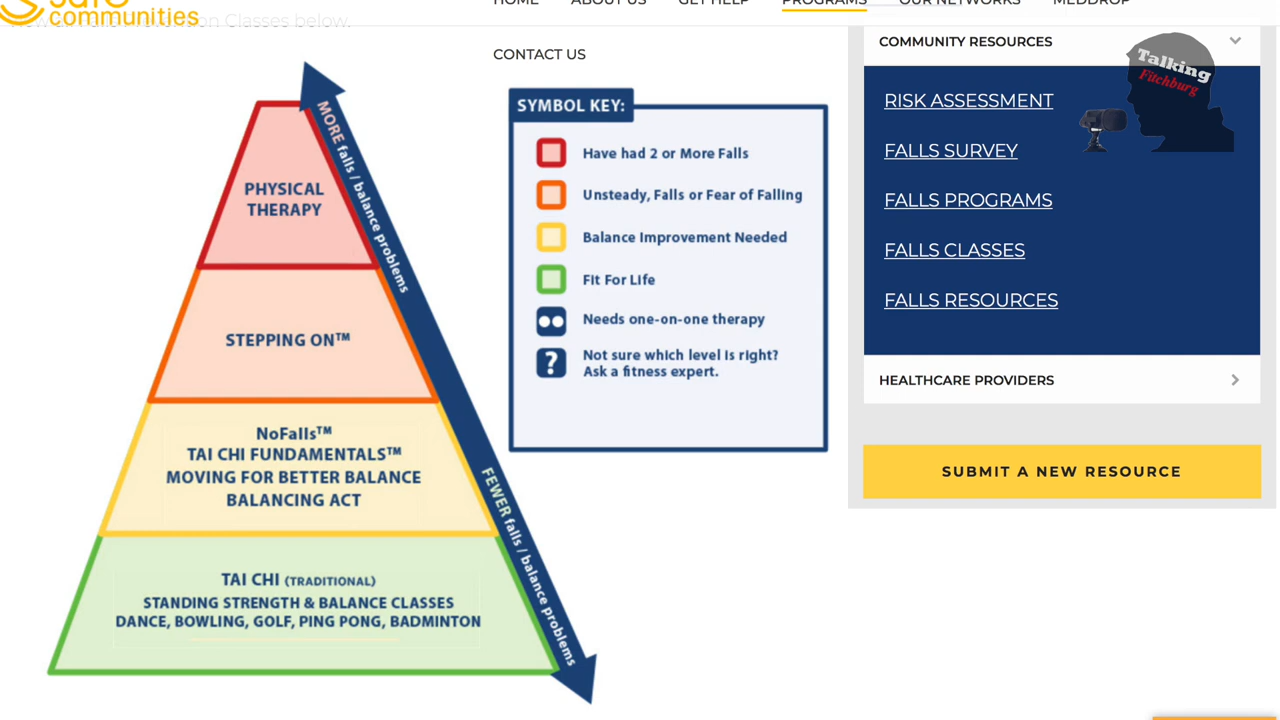 Safe
communities
HOME ABOUT US GET HELP PROGRAMS OUR NETWORKS MEDDROP
CONTACT US
on Classes below.
MORE falls / balance problems
PHYSICAL
THERAPY
STEPPING ON™
NoFalls™
TAI CHI FUNDAMENTALS™
MOVING FOR BETTER BALANCE
BALANCING ACT
FEWER falls / balance problems
TAI CHI (TRADITIONAL)
STANDING STRENGTH & BALANCE CLASSES
DANCE, BOWLING, GOLF, PING PONG, BADMINTON
SYMBOL KEY:
Have had 2 or More Falls
Unsteady, Falls or Fear of Falling
Balance Improvement Needed
Fit For Life
Needs one-on-one therapy
? Not sure which level is right?
Ask a fitness expert.
COMMUNITY RESOURCES
RISK ASSESSMENT
FALLS SURVEY
FALLS PROGRAMS
FALLS CLASSES
FALLS RESOURCES
HEALTHCARE PROVIDERS
SUBMIT A NEW RESOURCE
Talking
Fitchburg